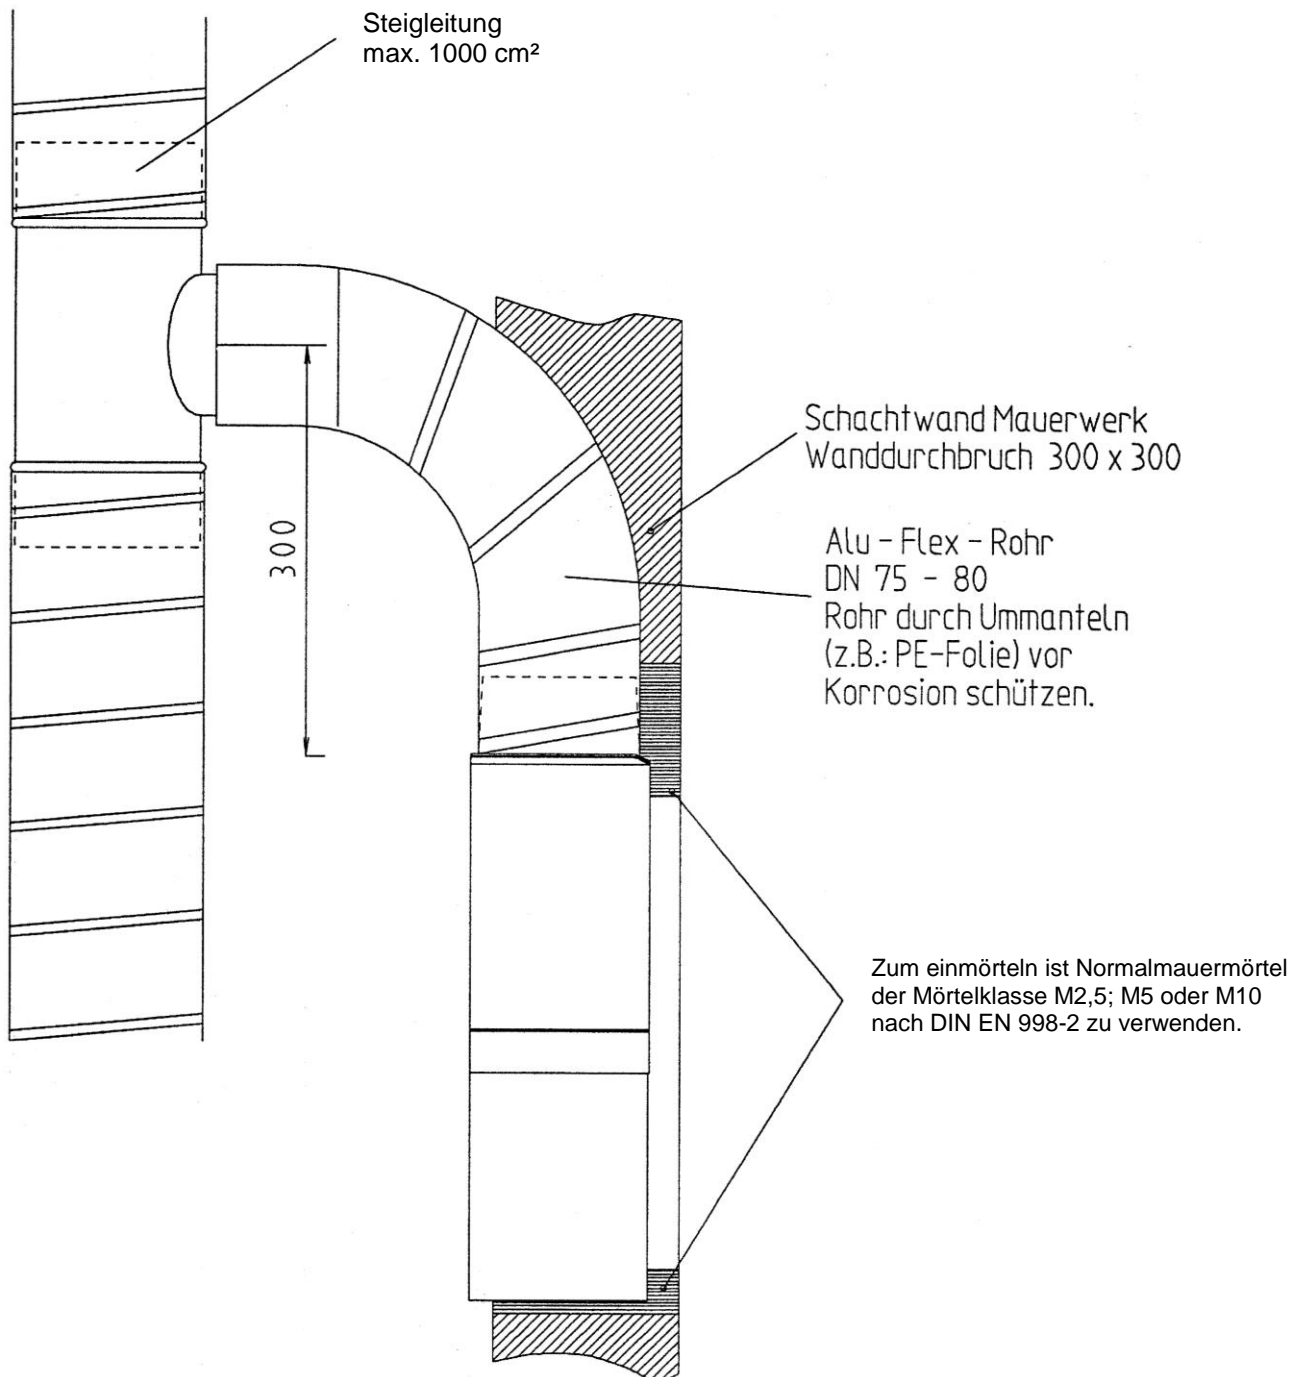 Steigleitung
max. 1000 cm²
Schachtwand Mauerwerk
Wanddurchbruch 300 x 300
300
Alu - Flex - Rohr
DN 75 - 80
Rohr durch Ummanteln
(z.B.: PE-Folie) vor
Korrosion schützen.
Zum einmörteln ist Normalmauermörtel
der Mörtelklasse M2,5; M5 oder M10
nach DIN EN 998-2 zu verwenden.